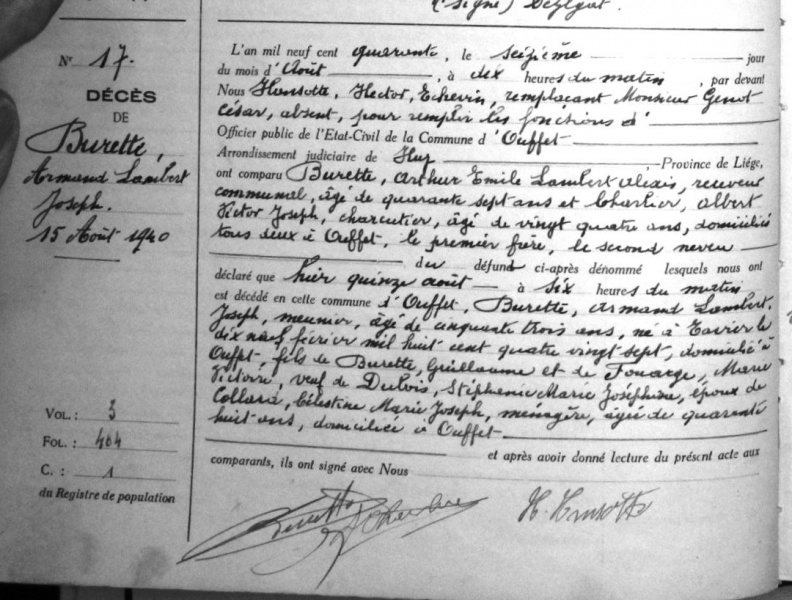 (signé) Dezlgat.
N° 17.
DÉCÈS
DE
Burette,
Armand Lambert
Joseph.
15 Août 1940
VOL.: 3
FOL.: 464
C.: 1
du Registre de population
L'an mil neuf cent quarante, le seizième jour
du mois d'Août, à dix heures du matin, par devant
Nous Hansotte, Hector, Echevin, remplaçant Monsieur Genot
César, absent, pour remplir les fonctions d'
Officier public de l'Etat-Civil de la Commune d'Ouffet
Arrondissement judiciaire de Huy, Province de Liége,
ont comparu Burette, Arthur Emile Lambert Alexis, receveur
communal, âgé de quarante sept ans et Charlier, Albert
Victor Joseph, charcutier, âgé de vingt quatre ans, domiciliés
tous deux à Ouffet, le premier frère, le second neveu
du défunt ci-après dénommé lesquels nous ont
déclaré que hier quinze août à six heures du matin
est décédé en cette commune d'Ouffet, Burette, Armand Lambert,
Joseph, meunier, âgé de cinquante trois ans, né à Tavier le
dix neuf février mil huit cent quatre vingt sept, domicilié à
Ouffet, fils de Burette, Guillaume et de Fouarge, Marie
Victoire, veuf de Dubois, Stéphanie Marie Joséphine, époux de
Collard, Célestine Marie Joseph, ménagère, âgée de quarante
huit ans, domiciliée à Ouffet
et après avoir donné lecture du présent acte aux
comparants, ils ont signé avec Nous
Burette
H. Hansotte